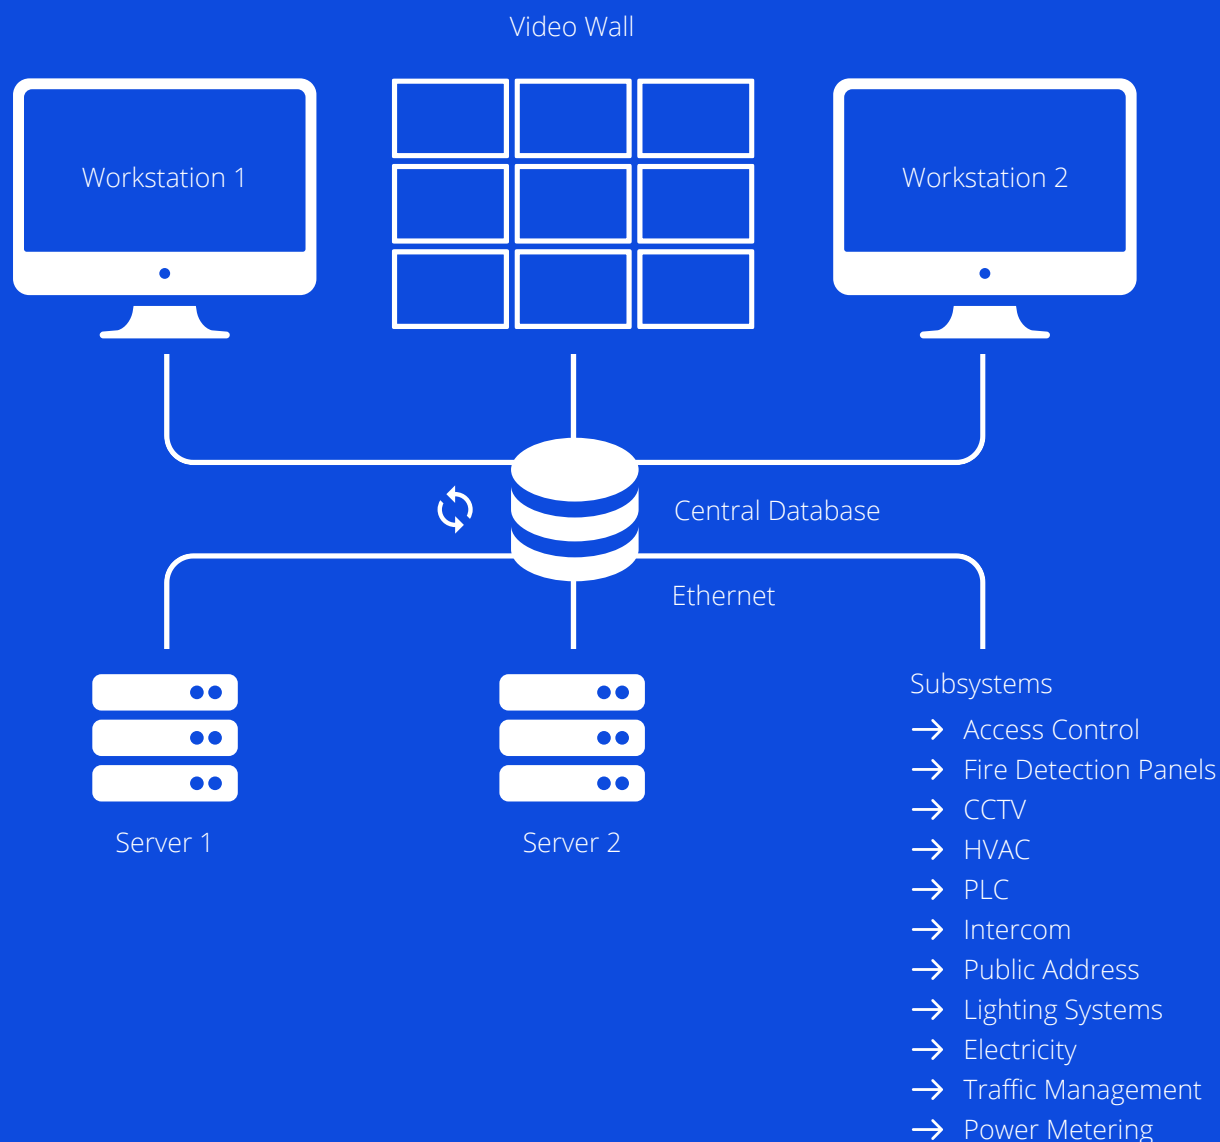 Video Wall
Workstation 1
Workstation 2
Central Database
Ethernet
Server 1
Server 2
Subsystems
Access Control
Fire Detection Panels
CCTV
HVAC
PLC
Intercom
Public Address
Lighting Systems
Electricity
Traffic Management
Power Metering